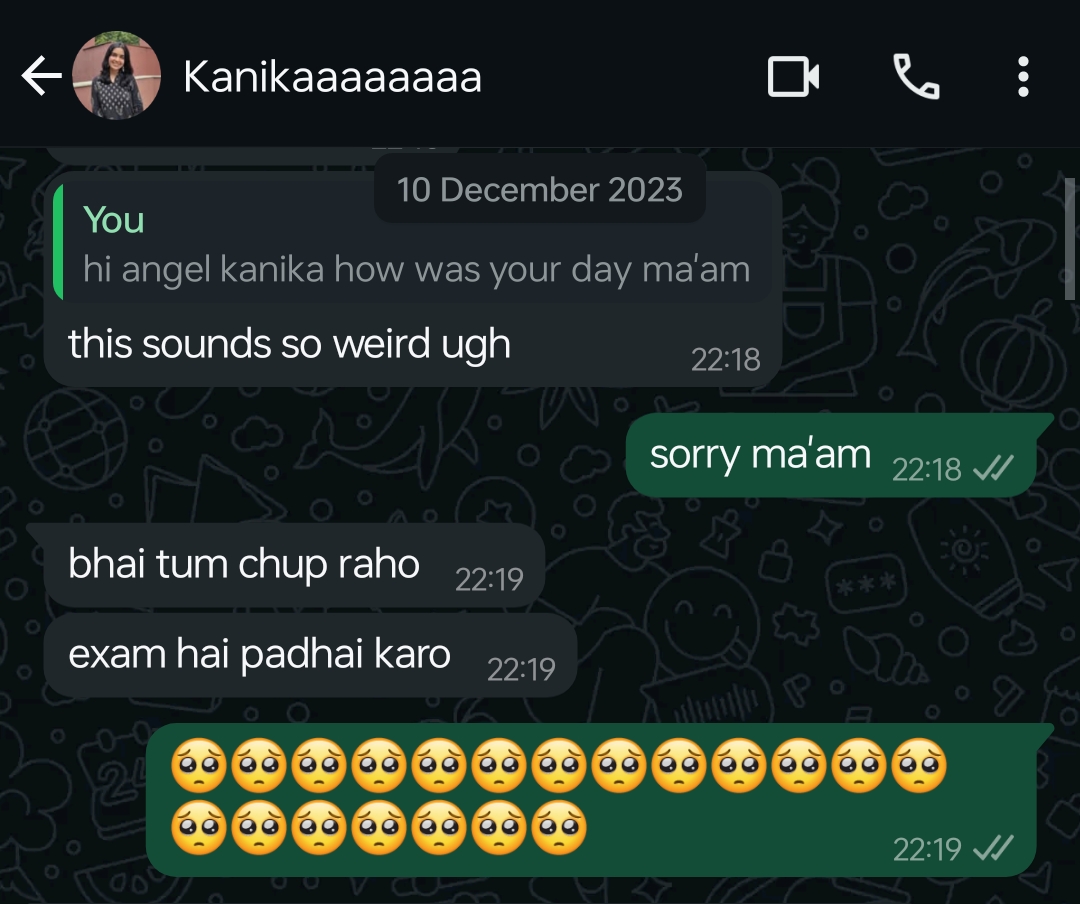 Kanikaaaaaaaa
10 December 2023
You
hi angel kanika how was your day ma'am
this sounds so weird ugh
22:18
sorry ma'am
22:18
bhai tum chup raho
22:19
exam hai padhai karo
22:19
🥺🥺🥺🥺🥺🥺🥺🥺🥺🥺🥺🥺🥺
🥺🥺🥺🥺🥺🥺🥺
22:19